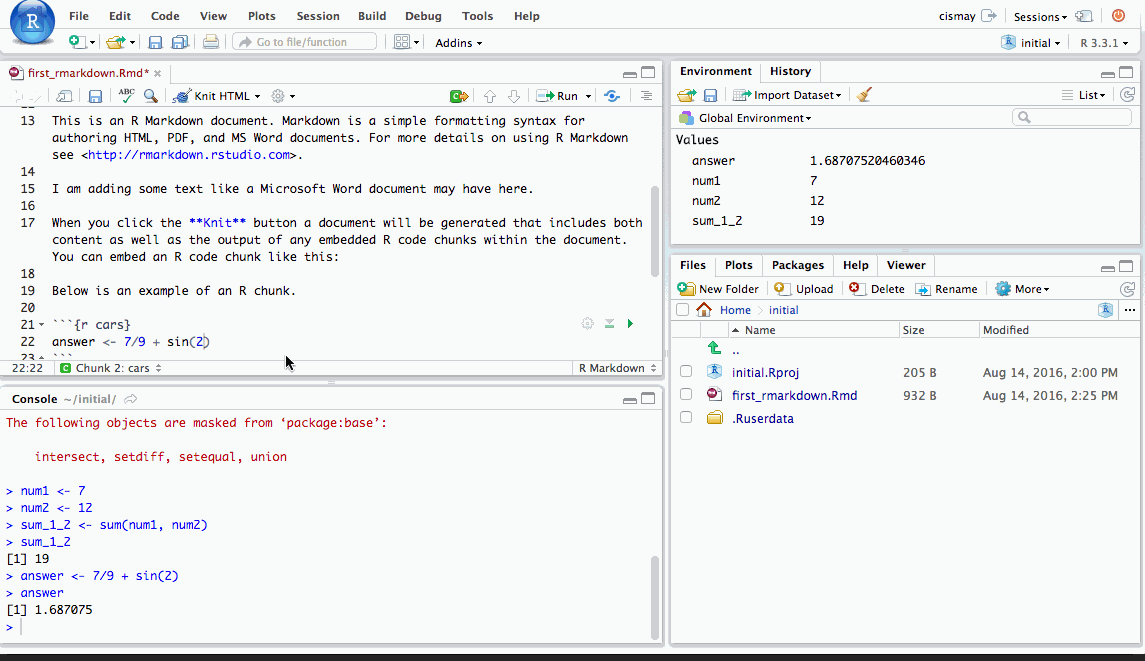 R File Edit Code View Plots Session Build Debug Tools Help cismay Sessions
Go to file/function Addins initial R 3.3.1
first_rmarkdown.Rmd*
ABC Knit HTML Run
13 This is an R Markdown document. Markdown is a simple formatting syntax for
authoring HTML, PDF, and MS Word documents. For more details on using R Markdown
see <http://rmarkdown.rstudio.com>.
14
15 I am adding some text like a Microsoft Word document may have here.
16
17 When you click the **Knit** button a document will be generated that includes both
content as well as the output of any embedded R code chunks within the document.
You can embed an R code chunk like this:
18
19 Below is an example of an R chunk.
20
21 ```{r cars}
22 answer <- 7/9 + sin(2)
23 ```
22:22 C Chunk 2: cars R Markdown
Console ~/initial/
The following objects are masked from ‘package:base’:
intersect, setdiff, setequal, union
> num1 <- 7
> num2 <- 12
> sum_1_2 <- sum(num1, num2)
> sum_1_2
[1] 19
> answer <- 7/9 + sin(2)
> answer
[1] 1.687075
>
Environment History
Import Dataset List
Global Environment
Values
answer 1.68707520460346
num1 7
num2 12
sum_1_2 19
Files Plots Packages Help Viewer
New Folder Upload Delete Rename More
Home initial ...
Name Size Modified
..
initial.Rproj 205 B Aug 14, 2016, 2:00 PM
first_rmarkdown.Rmd 932 B Aug 14, 2016, 2:25 PM
.Ruserdata